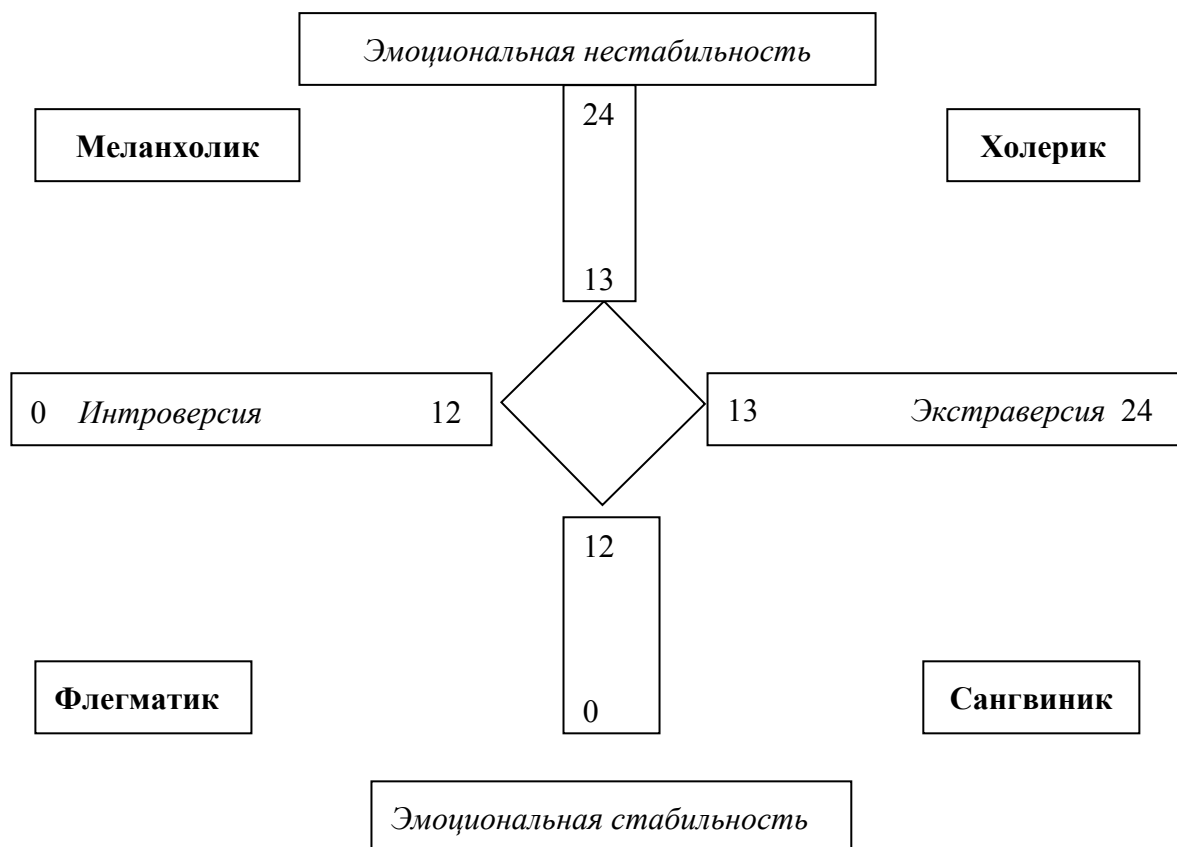 Эмоциональная нестабильность
24
Меланхолик
Холерик
13
0 Интроверсия 12
13 Экстраверсия 24
12
Флегматик
0
Сангвиник
Эмоциональная стабильность